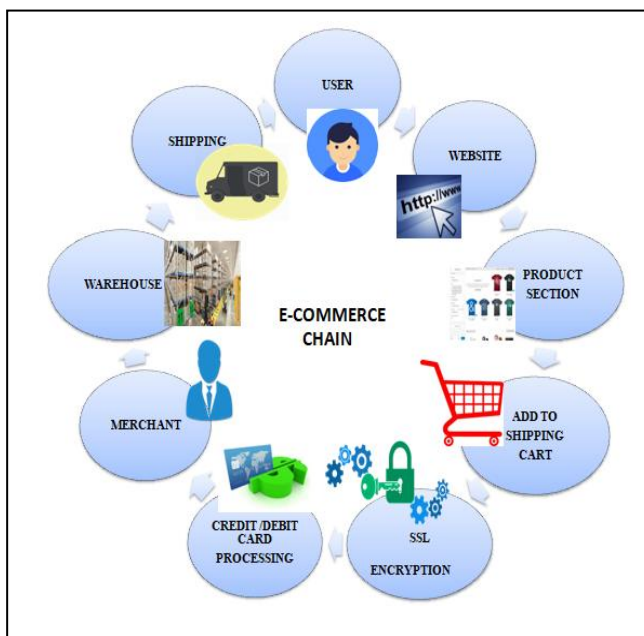 USER
WEBSITE
http://www
PRODUCT
SECTION
ADD TO
SHIPPING
CART
SSL
ENCRYPTION
CREDIT /DEBIT
CARD
PROCESSING
MERCHANT
WAREHOUSE
SHIPPING
E-COMMERCE
CHAIN